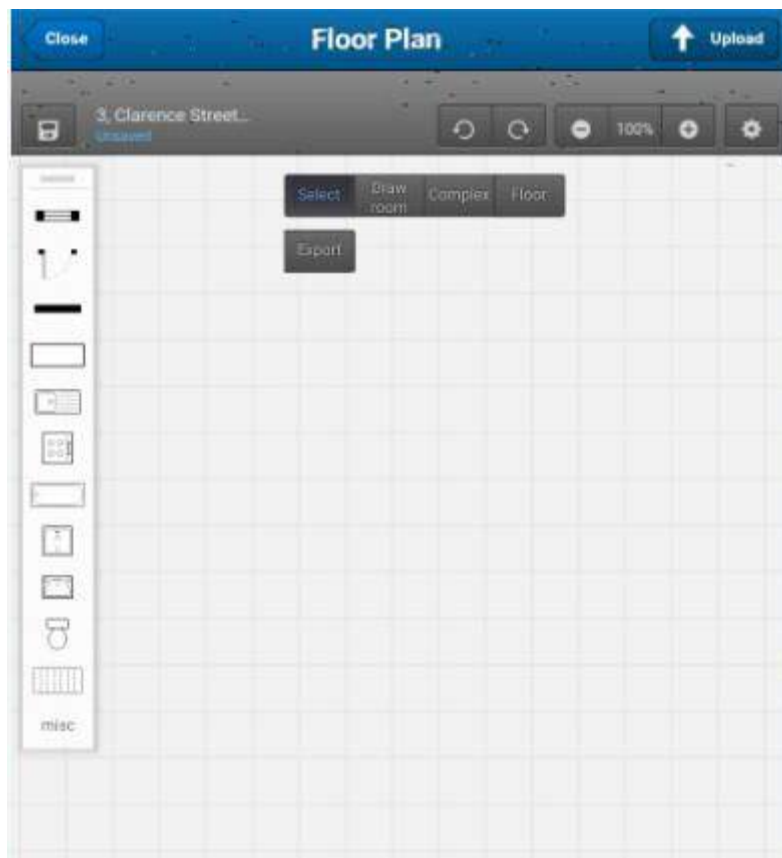 Close
Floor Plan
Upload
3, Clarence Street...
Unsaved
100%
Select
Draw
room
Complex
Floor
Export
misc